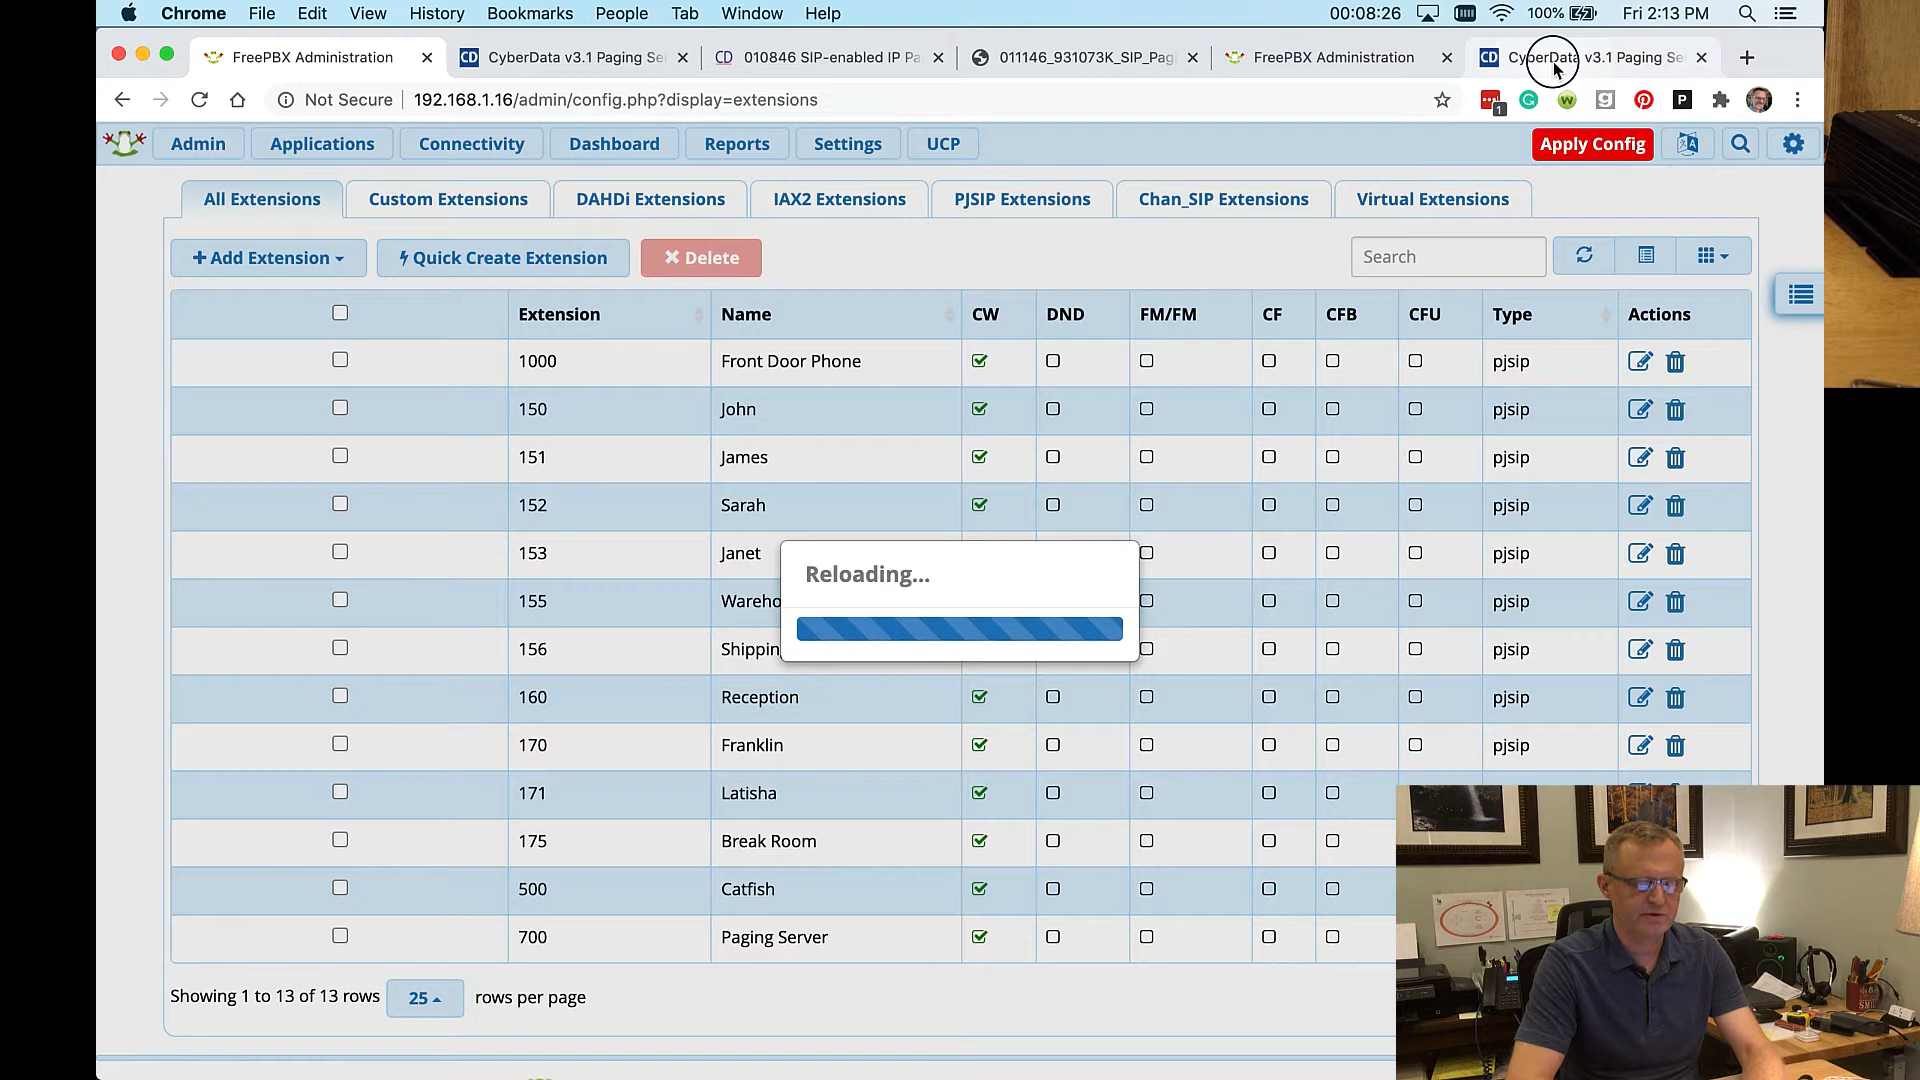 Chrome File Edit View History Bookmarks People Tab Window Help 00:08:26 100% Fri 2:13 PM
FreePBX Administration CyberData v3.1 Paging Se 010846 SIP-enabled IP Pa 011146_931073K_SIP_Pag FreePBX Administration CyberData v3.1 Paging Se
Not Secure 192.168.1.16/admin/config.php?display=extensions 1
Admin Applications Connectivity Dashboard Reports Settings UCP Apply Config
All Extensions Custom Extensions DAHDi Extensions IAX2 Extensions PJSIP Extensions Chan_SIP Extensions Virtual Extensions
+ Add Extension Quick Create Extension Delete Search
Extension Name CW DND FM/FM CF CFB CFU Type Actions
1000 Front Door Phone pjsip
150 John pjsip
151 James pjsip
152 Sarah pjsip
153 Janet pjsip
155 Wareho pjsip
156 Shippin pjsip
Reloading...
160 Reception pjsip
170 Franklin pjsip
171 Latisha
175 Break Room
500 Catfish
700 Paging Server
Showing 1 to 13 of 13 rows 25 rows per page